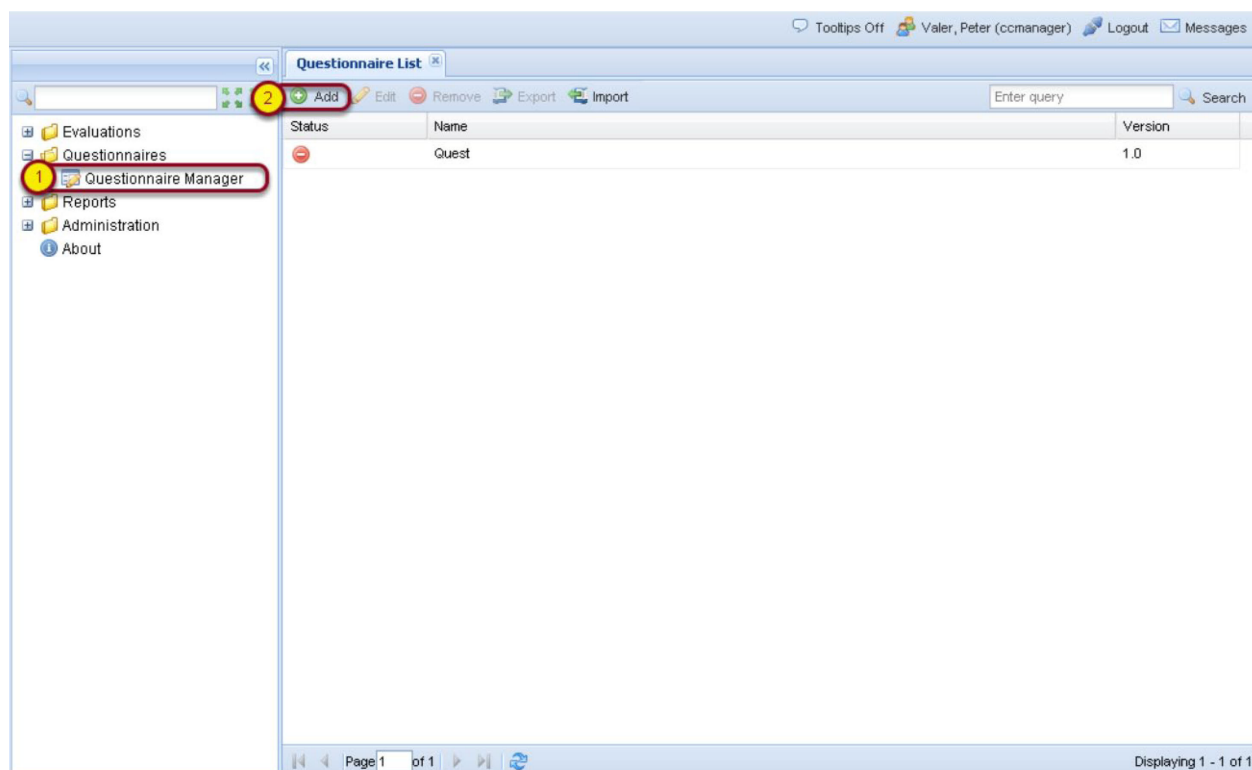 Tooltips Off Valer, Peter (ccmanager) Logout Messages
Questionnaire List
2 Add Edit Remove Export Import Enter query Search
Status Name Version
Quest 1.0
Evaluations
Questionnaires
1 Questionnaire Manager
Reports
Administration
About
Page 1 of 1 Displaying 1 - 1 of 1